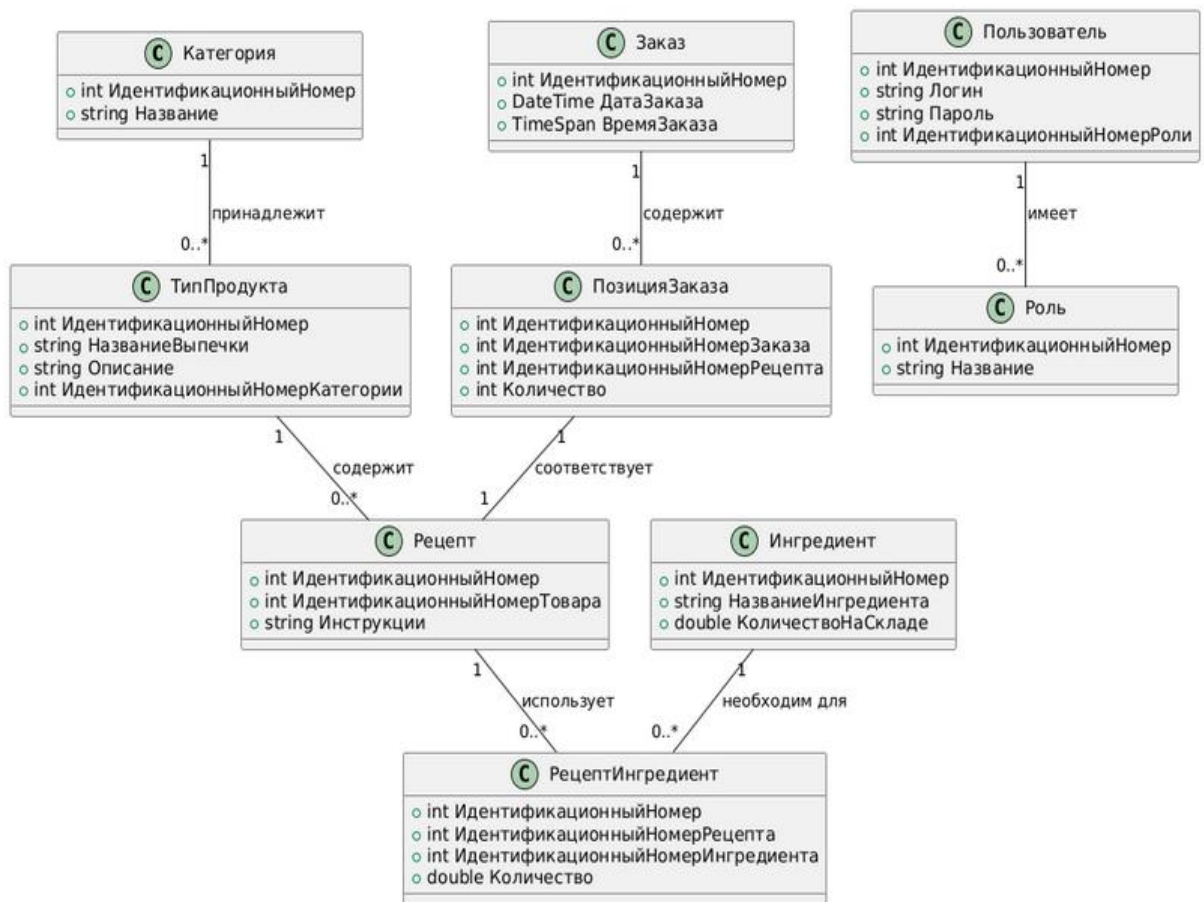 C Категория
int ИдентификационныйНомер
string Название
C Заказ
int ИдентификационныйНомер
DateTime ДатаЗаказа
TimeSpan ВремяЗаказа
C Пользователь
int ИдентификационныйНомер
string Логин
string Пароль
int ИдентификационныйНомерРоли
1
принадлежит
0..*
1
содержит
0..*
1
имеет
0..*
C ТипПродукта
int ИдентификационныйНомер
string НазваниеВыпечки
string Описание
int ИдентификационныйНомерКатегории
C ПозицияЗаказа
int ИдентификационныйНомер
int ИдентификационныйНомерЗаказа
int ИдентификационныйНомерРецепта
int Количество
C Роль
int ИдентификационныйНомер
string Название
1
содержит
0..*
1
соответствует
1
C Рецепт
int ИдентификационныйНомер
int ИдентификационныйНомерТовара
string Инструкции
C Ингредиент
int ИдентификационныйНомер
string НазваниеИнгредиента
double КоличествоНаСкладе
1
использует
0..*
1
необходим для
0..*
C РецептИнгредиент
int ИдентификационныйНомер
int ИдентификационныйНомерРецепта
int ИдентификационныйНомерИнгредиента
double Количество